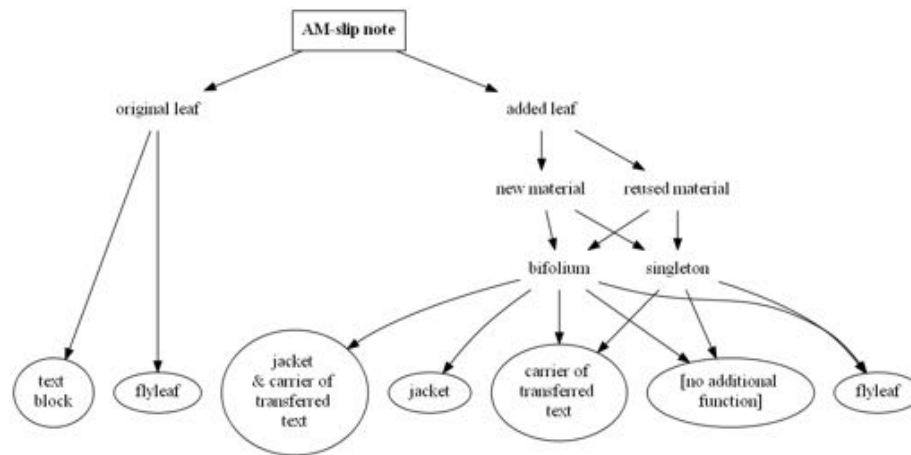 AM-slip note
original leaf
added leaf
new material
reused material
bifolium
singleton
text
block
flyleaf
jacket
& carrier of
transferred
text
jacket
carrier of
transferred
text
[no additional
function]
flyleaf